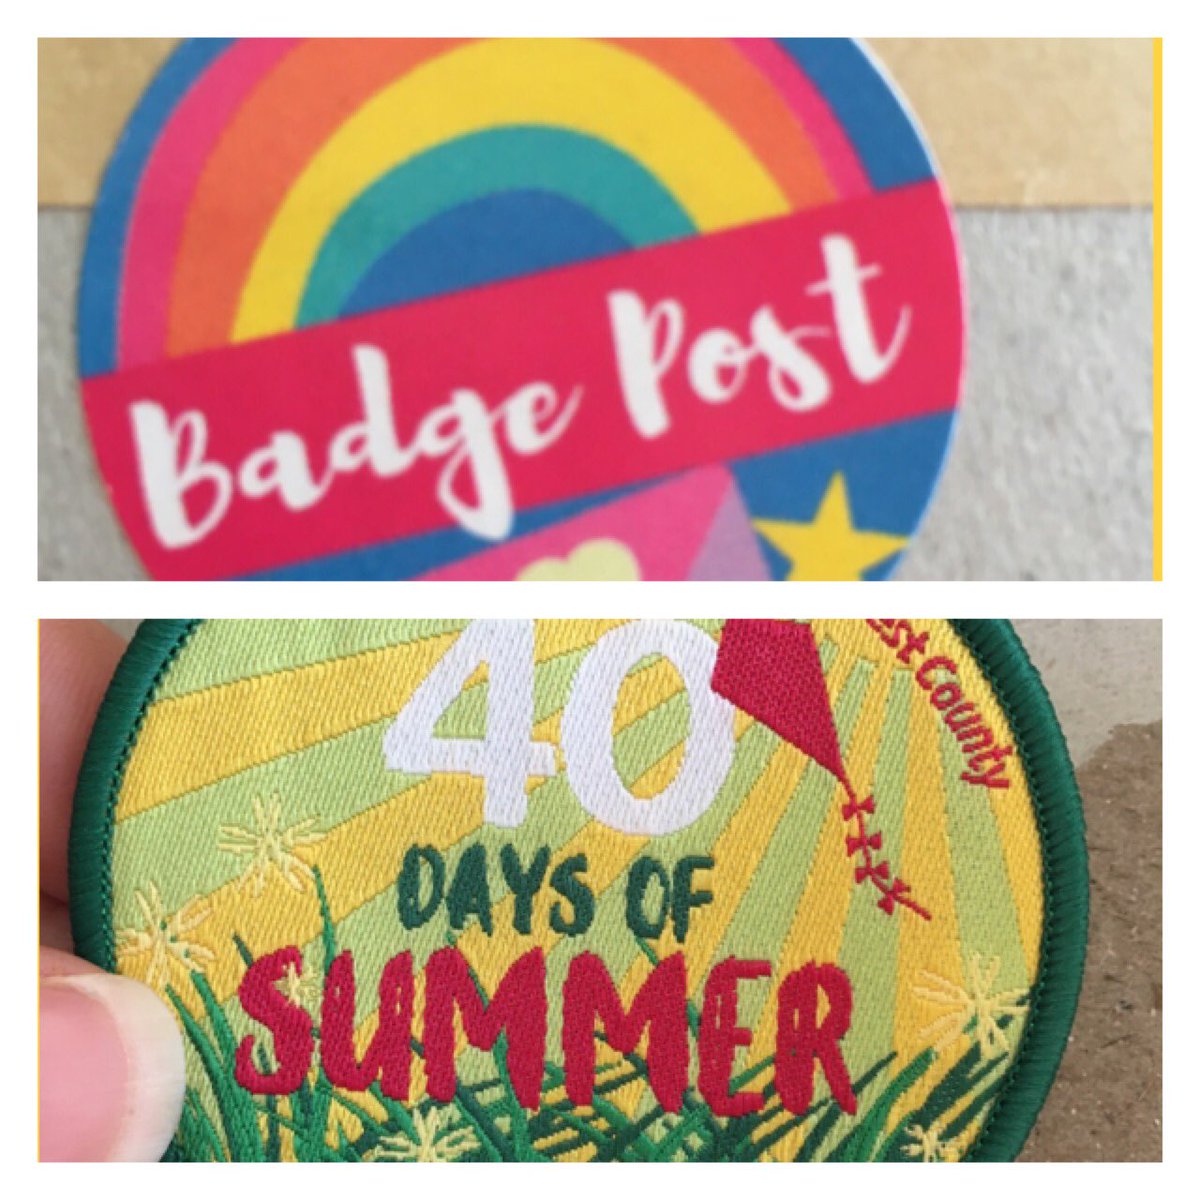 Badge Post
40
County
DAYS OF
SUMMER